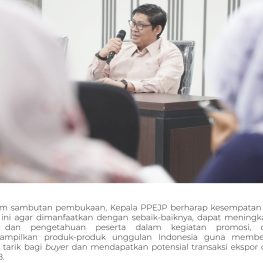 m sambutan pembukaan, Kepala PPEJP berharap kesempatan
ini agar dimanfaatkan dengan sebaik-baiknya, dapat meningka
dan pengetahuan peserta dalam kegiatan promosi,
ampilkan produk-produk unggulan Indonesia guna membe
tarik bagi buyer dan mendapatkan potensial transaksi ekspor